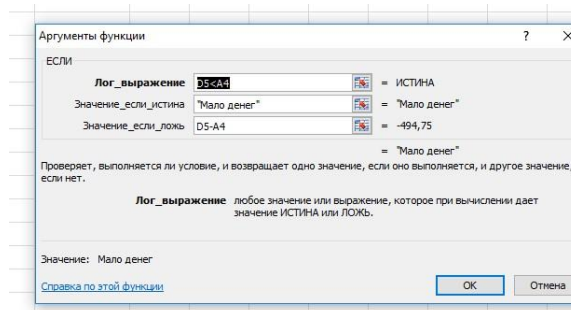 Аргументы функции ? ×
ЕСЛИ
Лог_выражение D5<A4 = ИСТИНА
Значение_если_истина "Мало денег" = "Мало денег"
Значение_если_ложь D5-A4 = -494,75
= "Мало денег"
Проверяет, выполняется ли условие, и возвращает одно значение, если оно выполняется, и другое значение,
если нет.
Лог_выражение любое значение или выражение, которое при вычислении дает
значение ИСТИНА или ЛОЖЬ.
Значение: Мало денег
Справка по этой функции OK Отмена